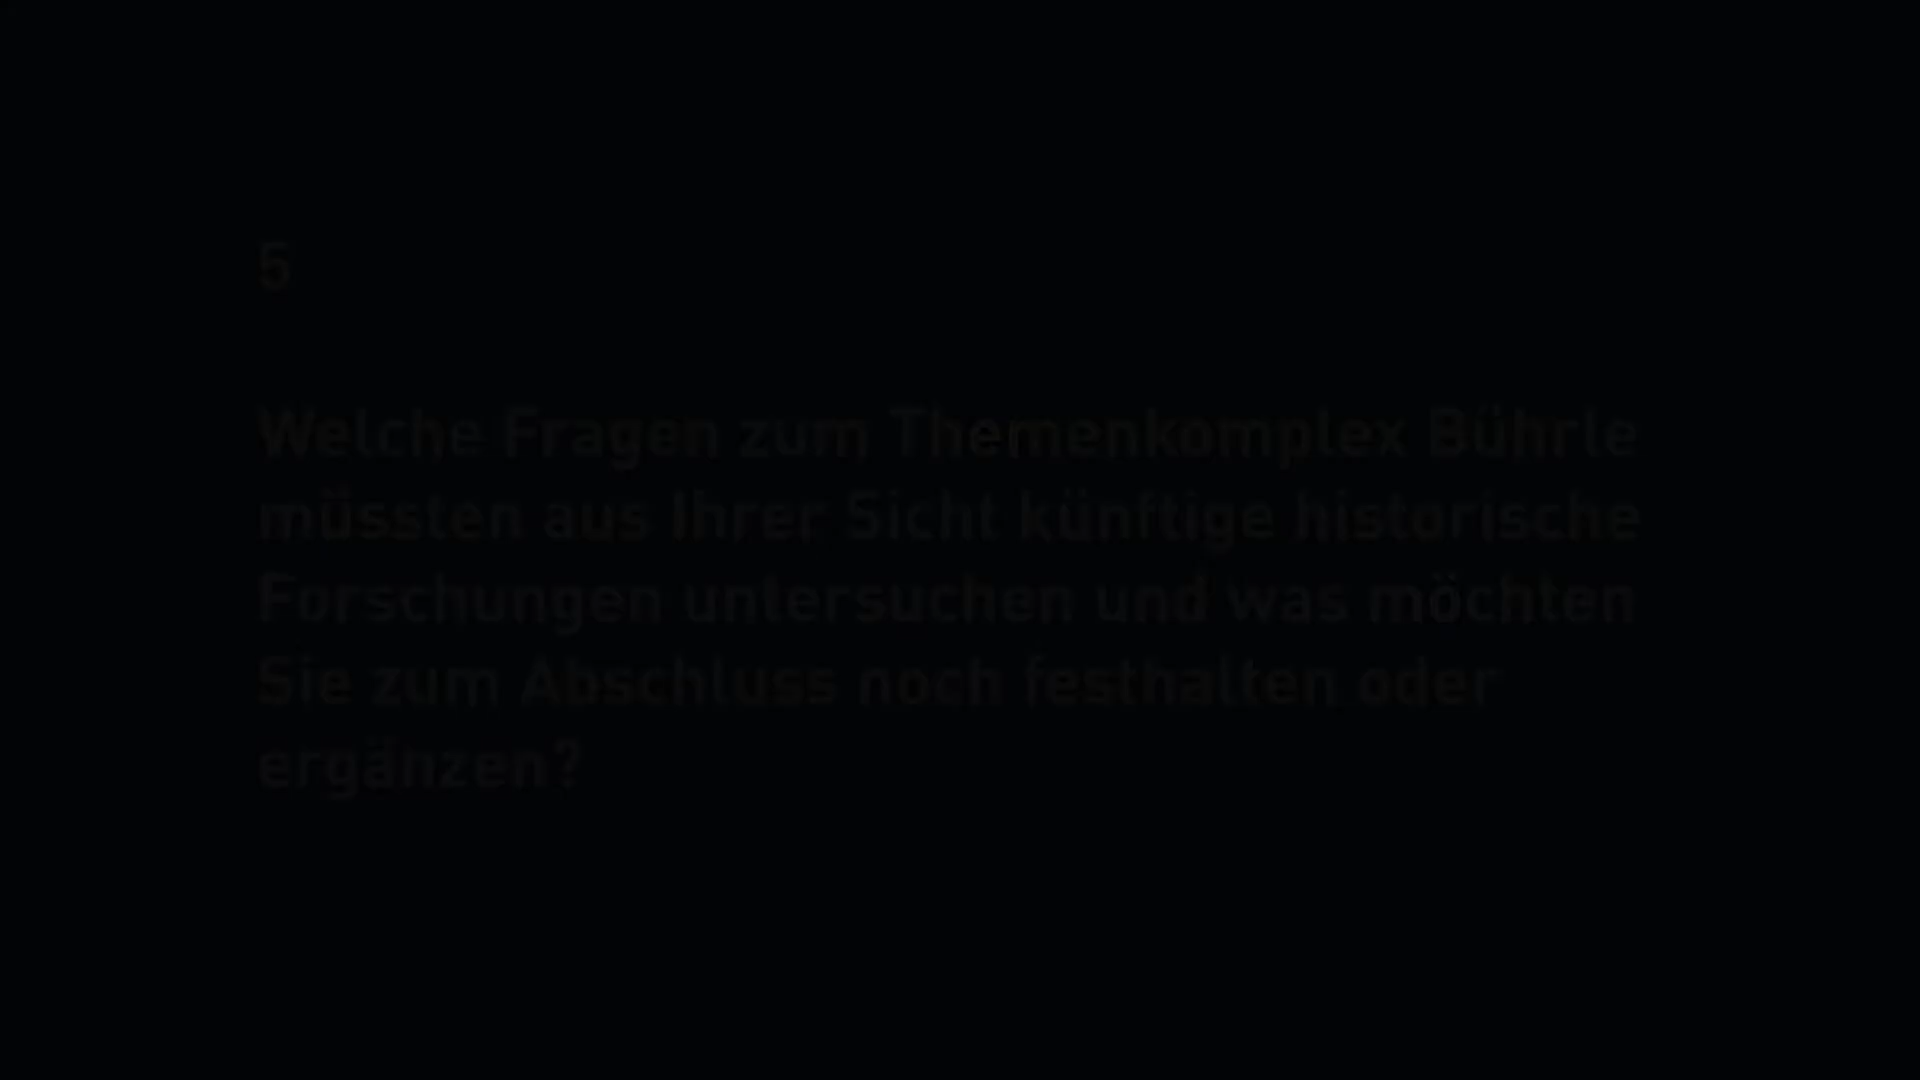 5
Welche Fragen zum Themenkomplex Bührle
müssten aus Ihrer Sicht künftige historische
Forschungen untersuchen und was möchten
Sie zum Abschluss noch festhalten oder
ergänzen?